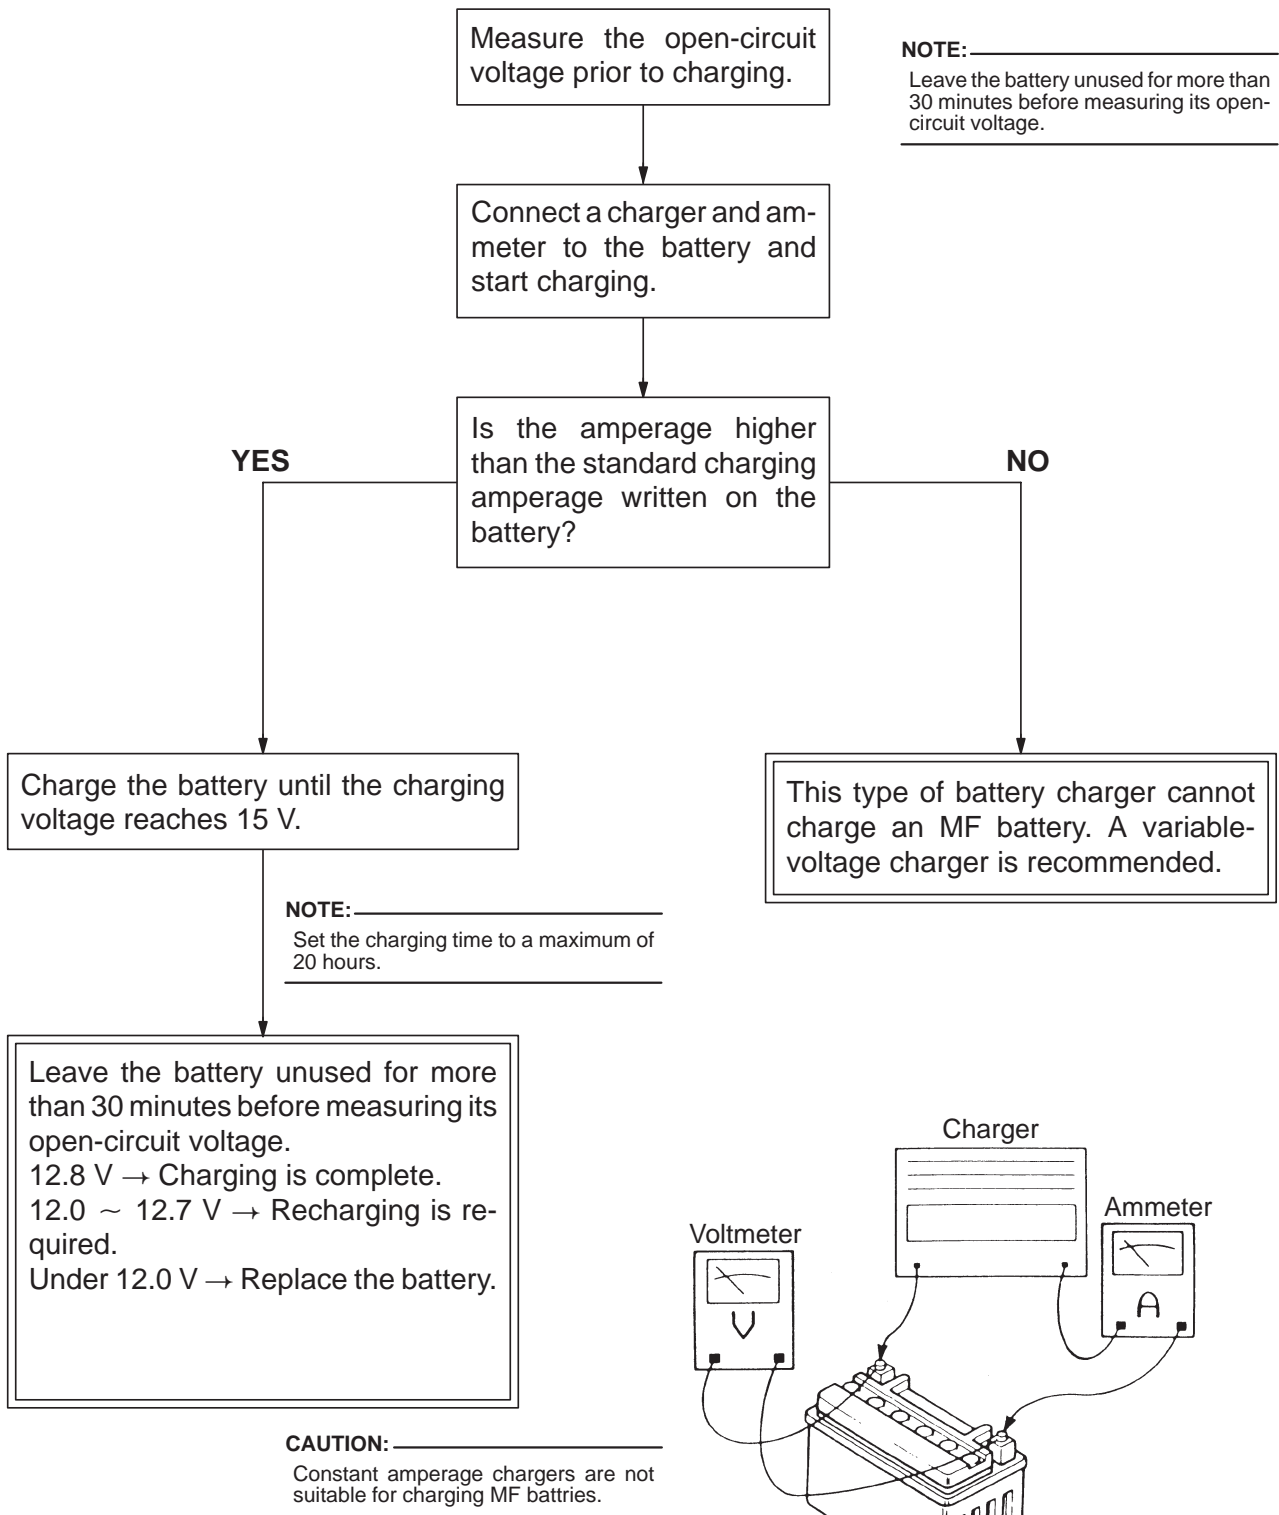 Measure the open-circuit
voltage prior to charging.
NOTE:
Leave the battery unused for more than
30 minutes before measuring its open-
circuit voltage.
Connect a charger and am-
meter to the battery and
start charging.
Is the amperage higher
than the standard charging
amperage written on the
battery?
YES
NO
Charge the battery until the charging
voltage reaches 15 V.
This type of battery charger cannot
charge an MF battery. A variable-
voltage charger is recommended.
NOTE:
Set the charging time to a maximum of
20 hours.
Leave the battery unused for more
than 30 minutes before measuring its
open-circuit voltage.
12.8 V → Charging is complete.
12.0 ~ 12.7 V → Recharging is re-
quired.
Under 12.0 V → Replace the battery.
Charger
Ammeter
Voltmeter
A
V
CAUTION:
Constant amperage chargers are not
suitable for charging MF battries.